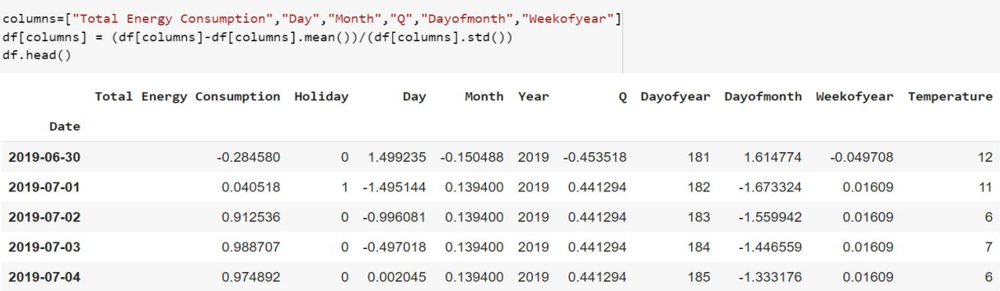 columns=["Total Energy Consumption","Day","Month","Q","Dayofmonth","Weekofyear"]
df[columns] = (df[columns]-df[columns].mean())/(df[columns].std())
df.head()
Total Energy Consumption Holiday Day Month Year Q Dayofyear Dayofmonth Weekofyear Temperature
Date
2019-06-30 -0.284580 0 1.499235 -0.150488 2019 -0.453518 181 1.614774 -0.049708 12
2019-07-01 0.040518 1 -1.495144 0.139400 2019 0.441294 182 -1.673324 0.01609 11
2019-07-02 0.912536 0 -0.996081 0.139400 2019 0.441294 183 -1.559942 0.01609 6
2019-07-03 0.988707 0 -0.497018 0.139400 2019 0.441294 184 -1.446559 0.01609 7
2019-07-04 0.974892 0 0.002045 0.139400 2019 0.441294 185 -1.333176 0.01609 6